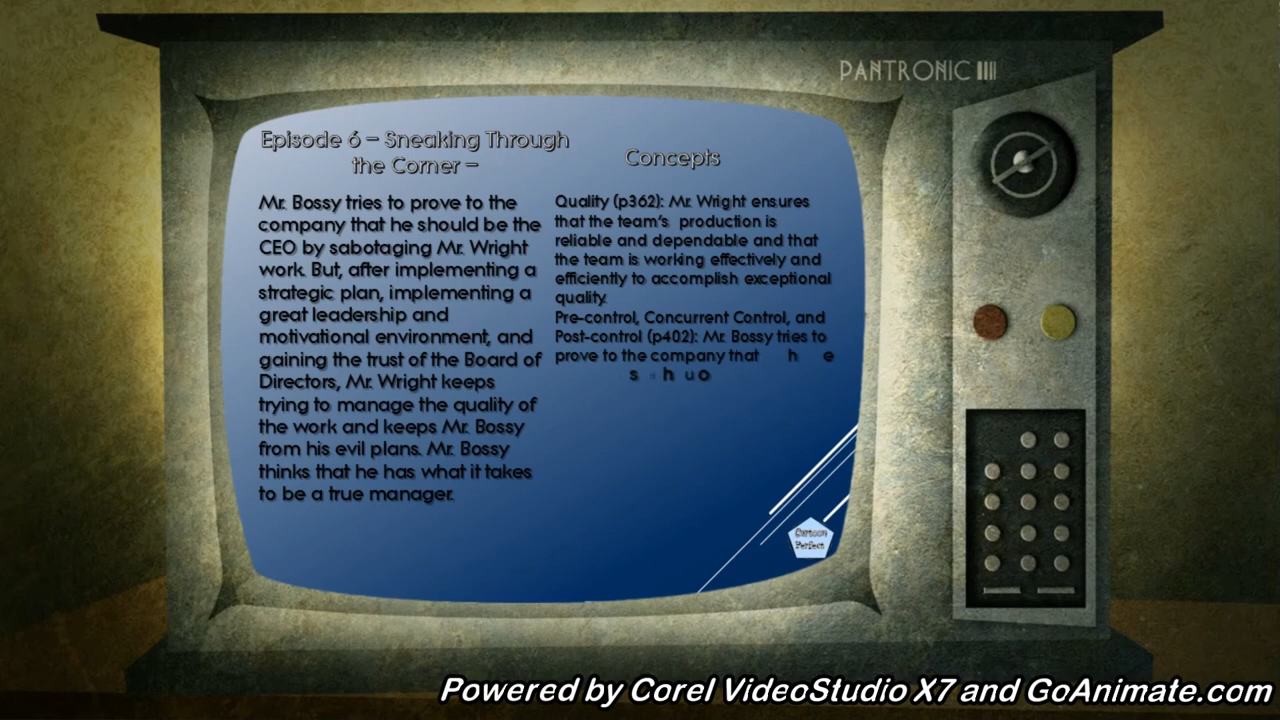 PANTRONIC
Episode 6 – Sneaking Through
the Corner –
Mr. Bossy tries to prove to the
company that he should be the
CEO by sabotaging Mr. Wright
work. But, after implementing a
strategic plan, implementing a
great leadership and
motivational environment, and
gaining the trust of the Board of
Directors, Mr. Wright keeps
trying to manage the quality of
the work and keeps Mr. Bossy
from his evil plans. Mr. Bossy
thinks that he has what it takes
to be a true manager.
Concepts
Quality (p362): Mr. Wright ensures
that the team's production is
reliable and dependable and that
the team is working effectively and
efficiently to accomplish exceptional
quality.
Pre-control, Concurrent Control, and
Post-control (p402): Mr. Bossy tries to
prove to the company that h e
s h u o
Cartoon
Perfect
Powered by Corel VideoStudio X7 and GoAnimate.com